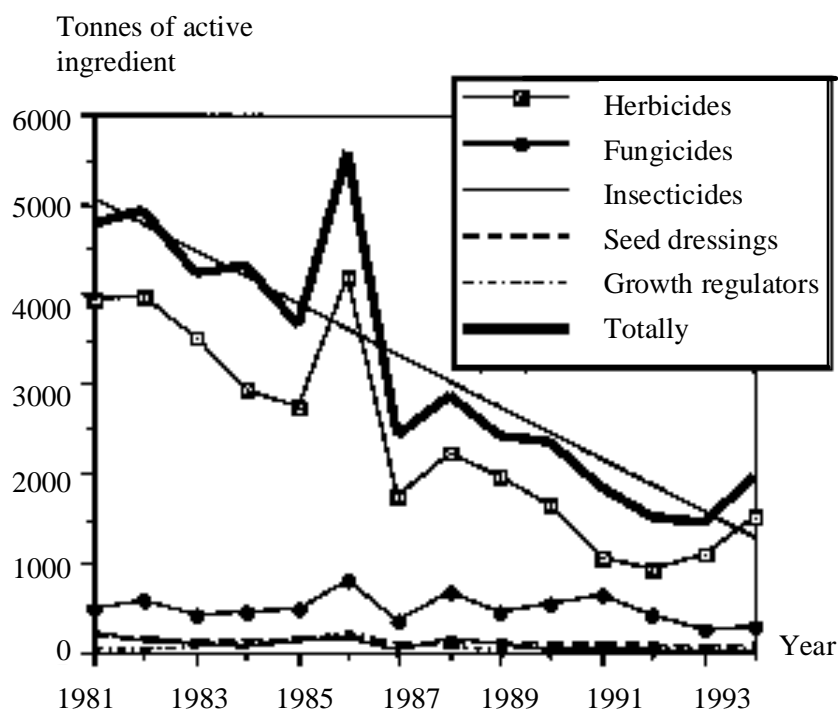 Tonnes of active
ingredient
6000
5000
4000
3000
2000
1000
0
Herbicides
Fungicides
Insecticides
Seed dressings
Growth regulators
Totally
Year
1981 1983 1985 1987 1989 1991 1993